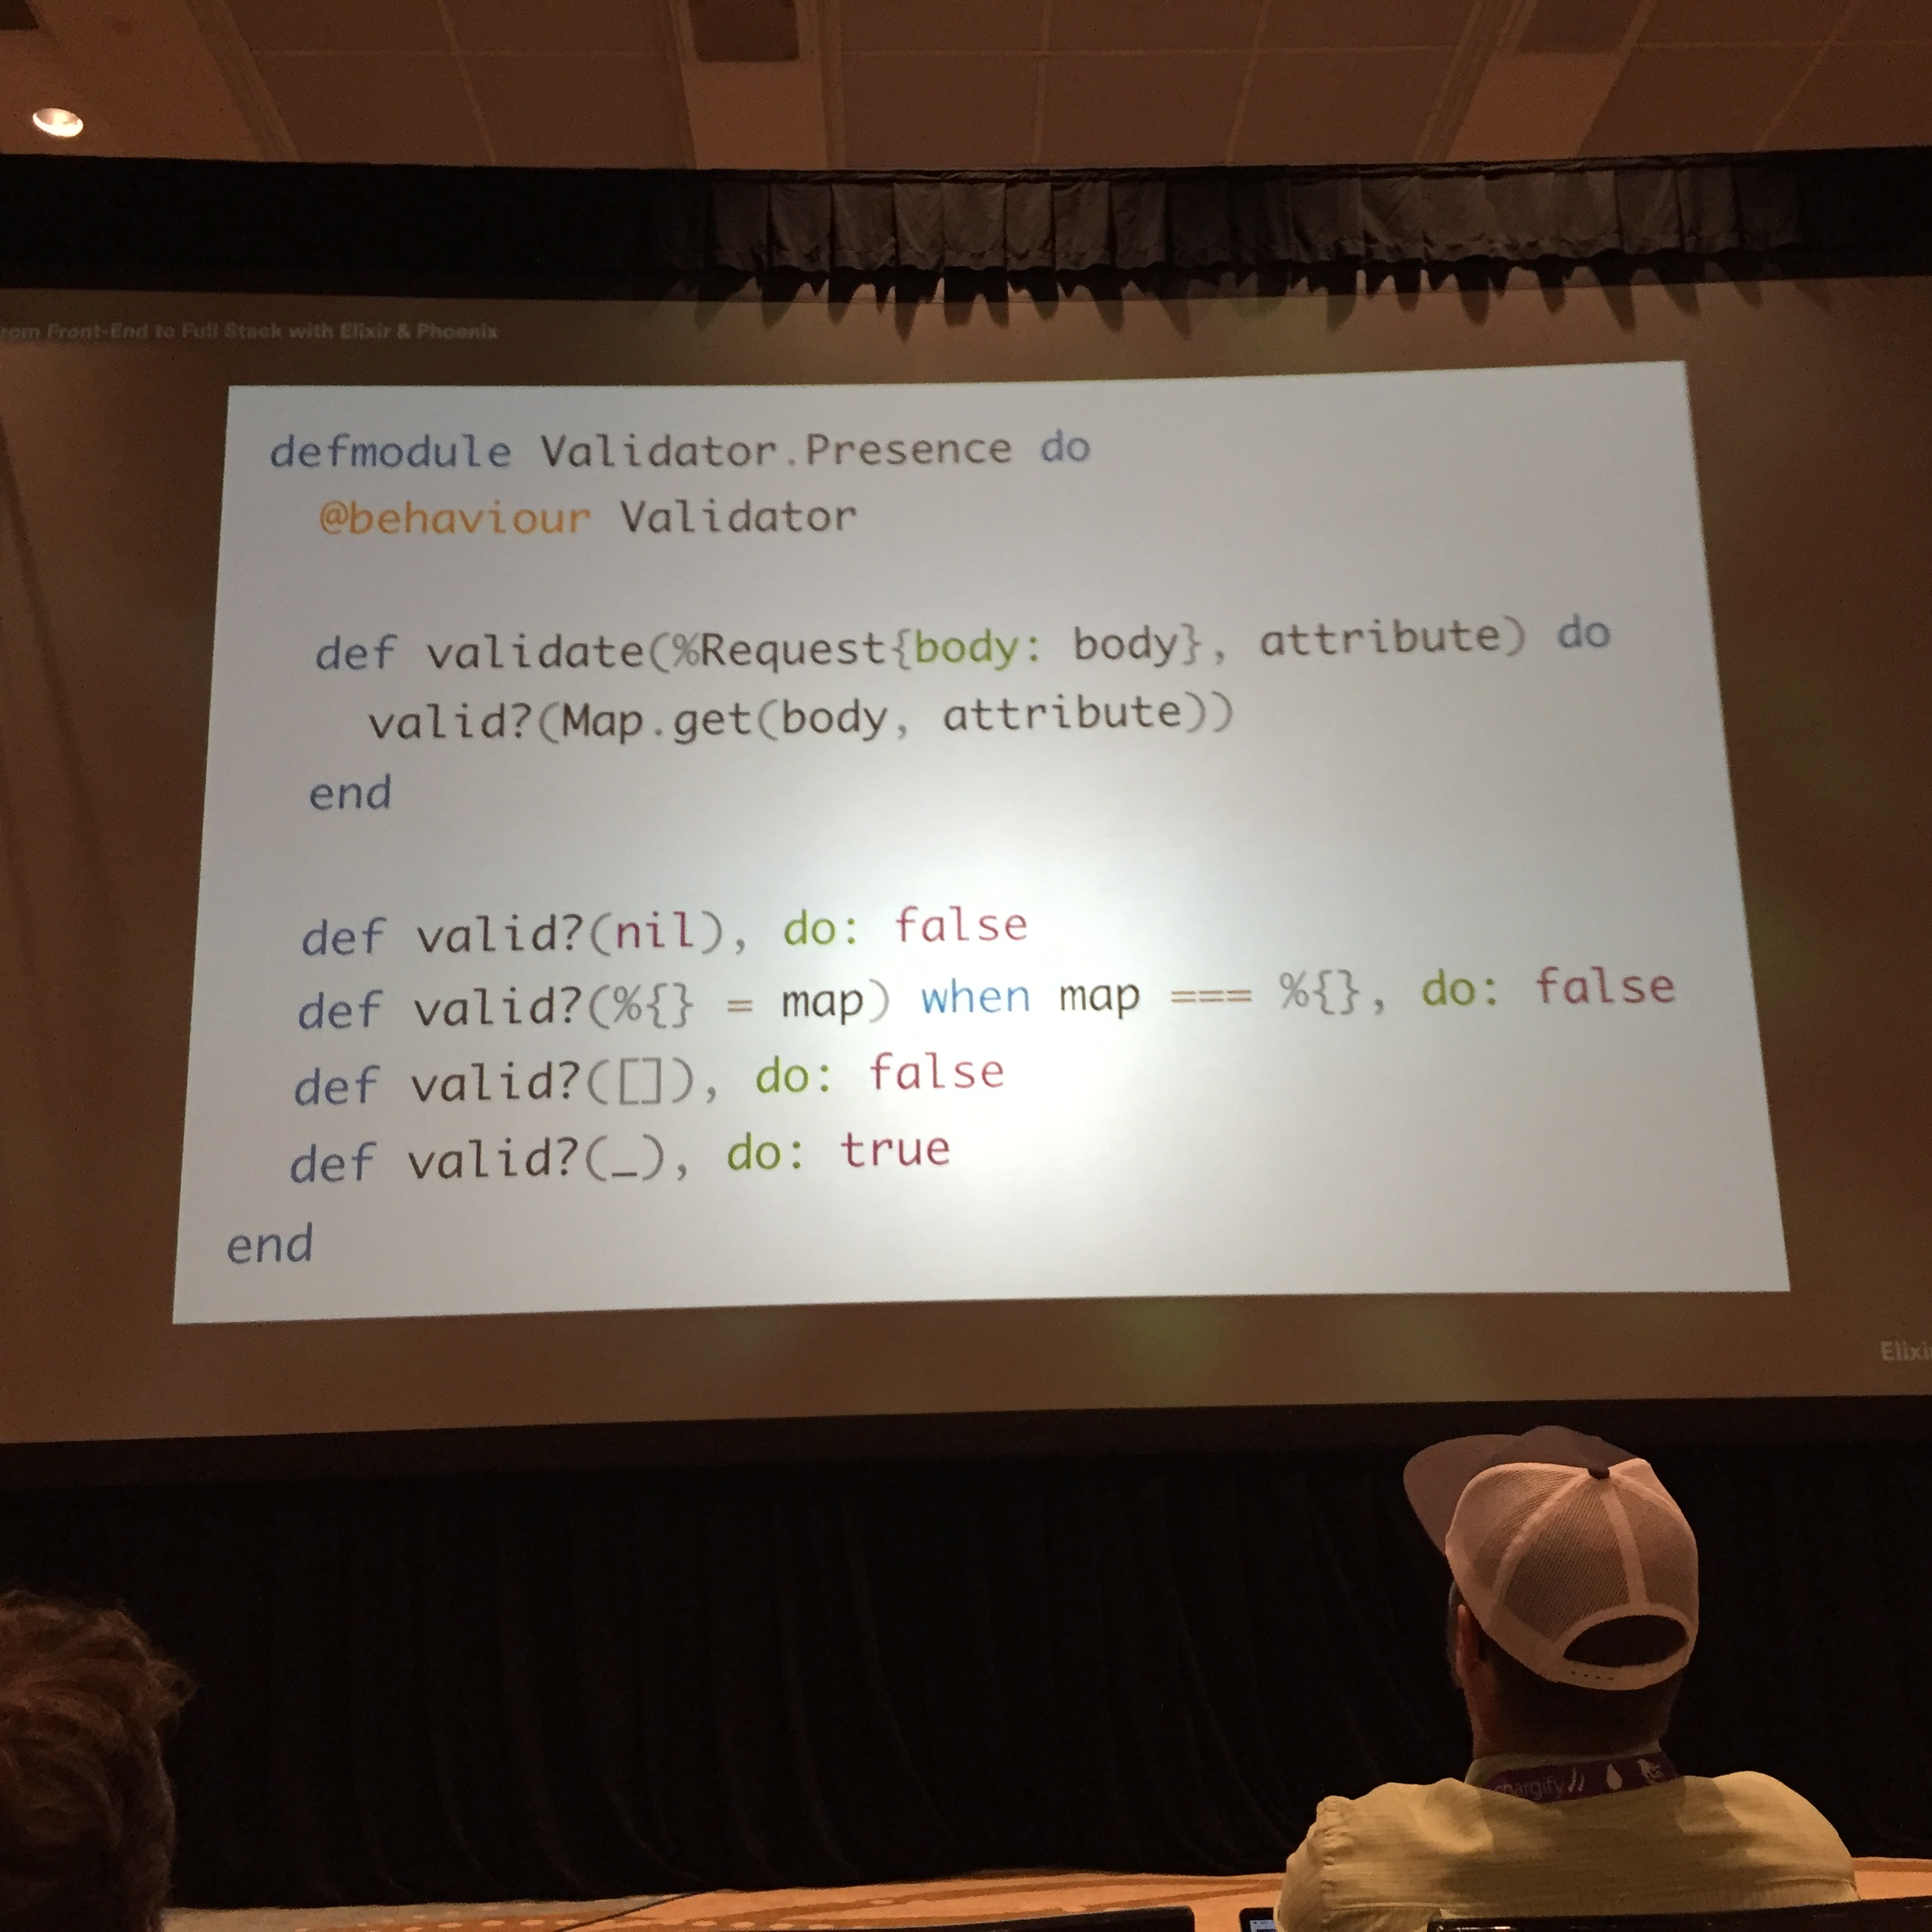 rom Front-End to Full Stack with Elixir & Phoenix
defmodule Validator.Presence do
  @behaviour Validator
  def validate(%Request{body: body}, attribute) do
    valid?(Map.get(body, attribute))
  end
  def valid?(nil), do: false
  def valid?(%{} = map) when map === %{}, do: false
  def valid?([]), do: false
  def valid?(_), do: true
end
Elixi
chargify